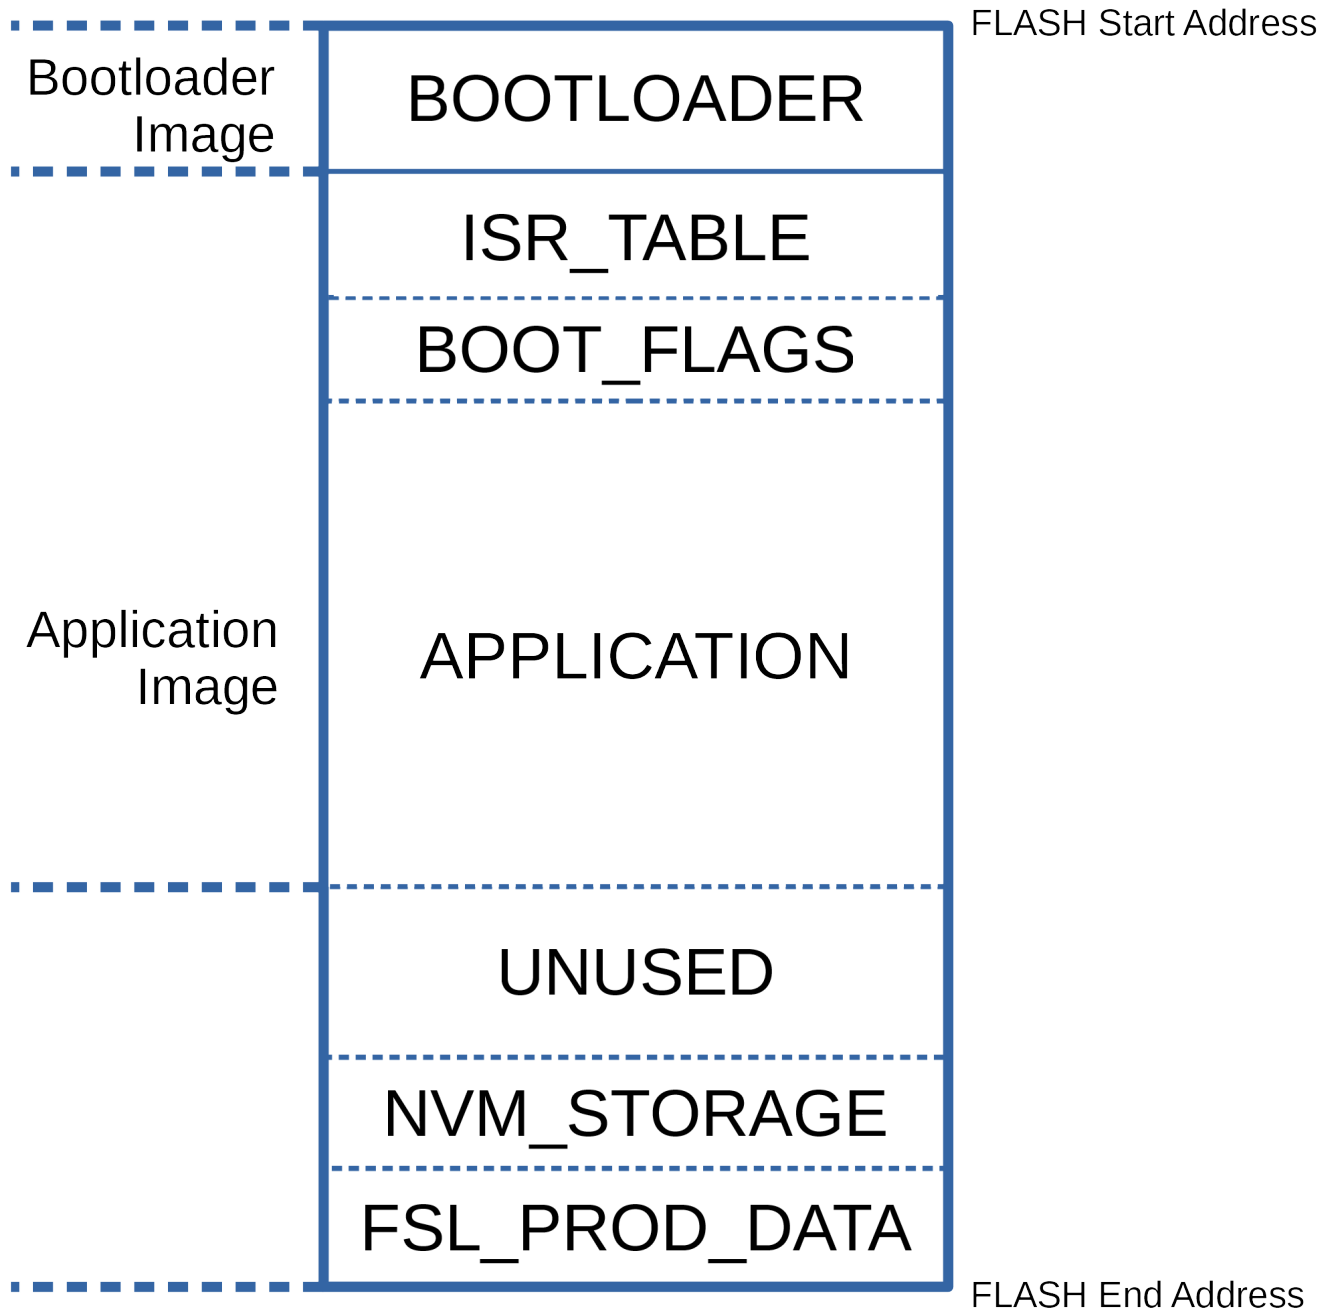 FLASH Start Address
Bootloader
Image
BOOTLOADER
ISR_TABLE
BOOT_FLAGS
Application
Image
APPLICATION
UNUSED
NVM_STORAGE
FSL_PROD_DATA
FLASH End Address